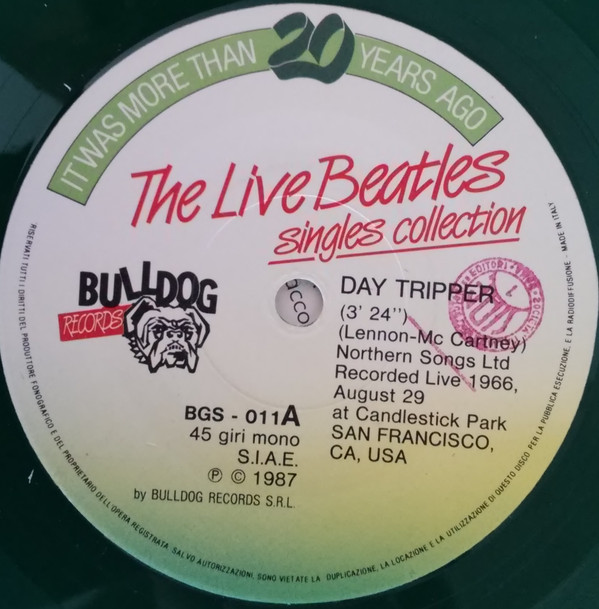 IT WAS MORE THAN 20 YEARS AGO
The Live Beatles
singles collection
BULLDOG
RECORDS
DAY TRIPPER
(3' 24")
(Lennon-Mc Cartney)
Northern Songs Ltd
Recorded Live 1966,
August 29
at Candlestick Park
SAN FRANCISCO,
CA, USA
BGS - 011A
45 giri mono
S.I.A.E.
℗ © 1987
by BULLDOG RECORDS S.R.L.
RISERVATI TUTTI I DIRITTI DEL PRODUTTORE FONOGRAFICO E DEL PROPRIETARIO DELL'OPERA REGISTRATA. SALVO AUTORIZZAZIONI, SONO VIETATE LA DUPLICAZIONE, LA LOCAZIONE E LA UTILIZZAZIONE DI QUESTO DISCO PER LA PUBBLICA ESECUZIONE, E LA RADIODIFFUSIONE - MADE IN ITALY